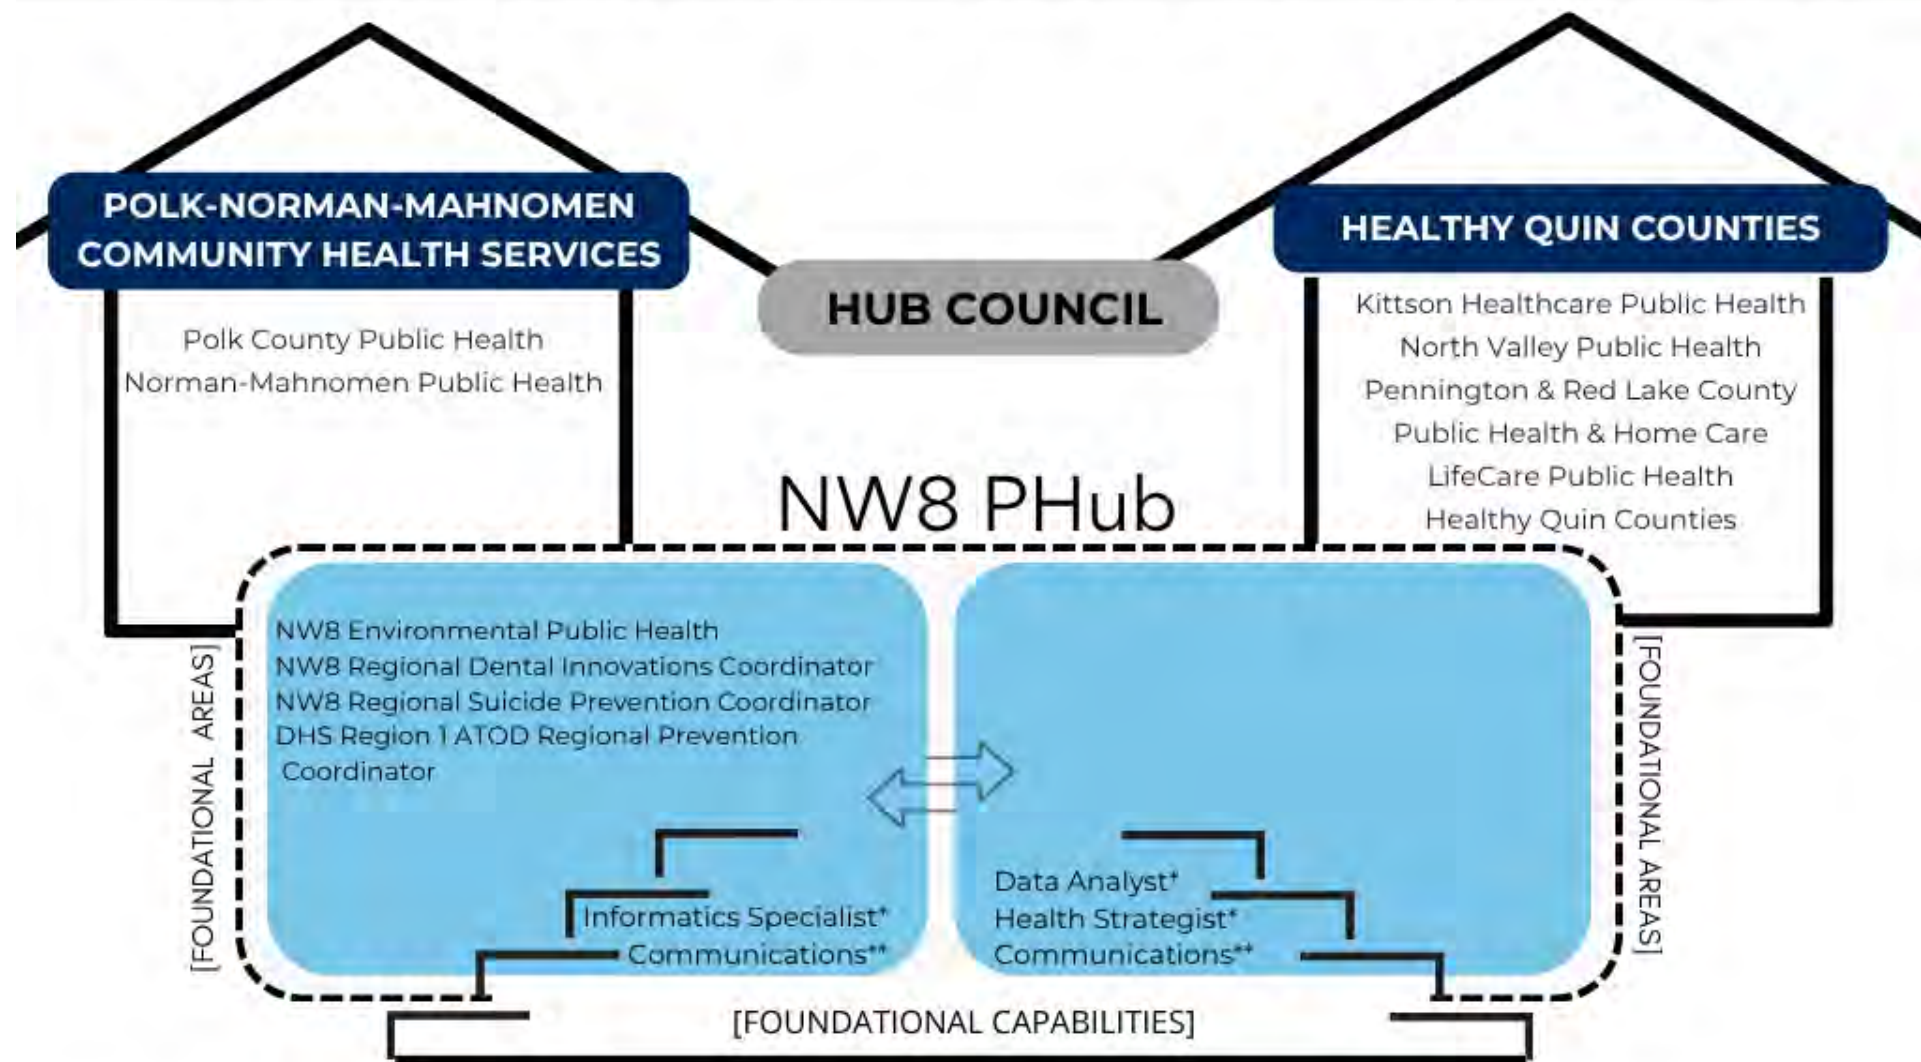 POLK-NORMAN-MAHNOMEN
COMMUNITY HEALTH SERVICES
Polk County Public Health
Norman-Mahnomen Public Health
HUB COUNCIL
HEALTHY QUIN COUNTIES
Kittson Healthcare Public Health
North Valley Public Health
Pennington & Red Lake County
Public Health & Home Care
LifeCare Public Health
Healthy Quin Counties
NW8 PHub
[FOUNDATIONAL AREAS]
NW8 Environmental Public Health
NW8 Regional Dental Innovations Coordinator
NW8 Regional Suicide Prevention Coordinator
DHS Region 1 ATOD Regional Prevention
Coordinator
Informatics Specialist*
Communications**
Data Analyst*
Health Strategist*
Communications**
[FOUNDATIONAL AREAS]
[FOUNDATIONAL CAPABILITIES]